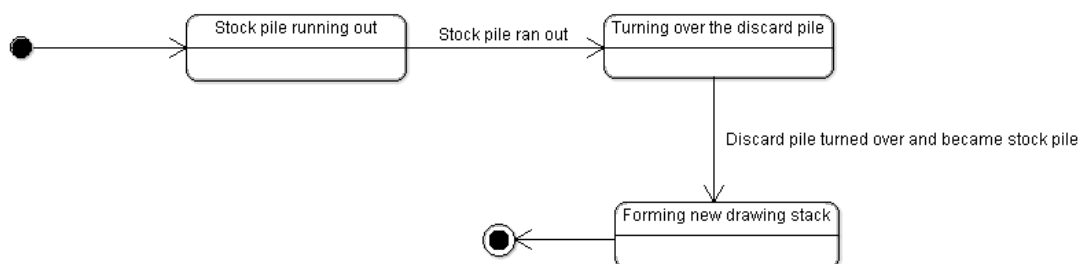 Stock pile running out
Stock pile ran out
Turning over the discard pile
Discard pile turned over and became stock pile
Forming new drawing stack